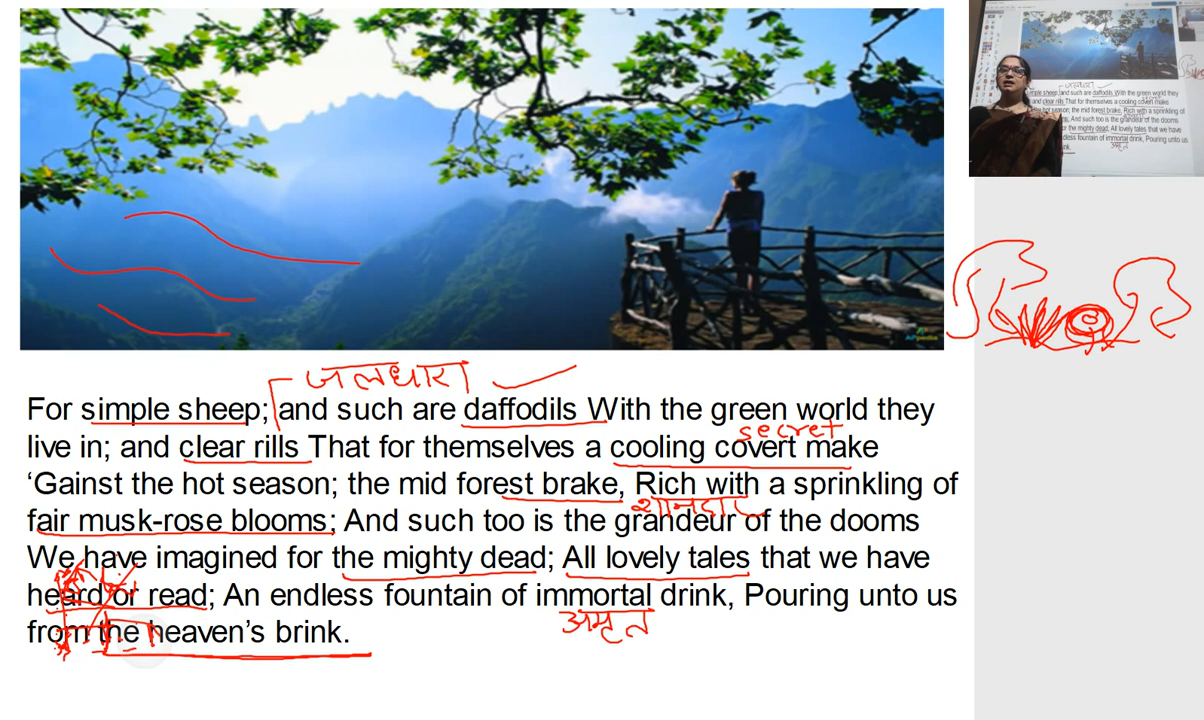 जलधारा
For simple sheep; and such are daffodils With the green world they
secret
live in; and clear rills That for themselves a cooling covert make
‘Gainst the hot season; the mid forest brake, Rich with a sprinkling of
शानदार
fair musk-rose blooms; And such too is the grandeur of the dooms
We have imagined for the mighty dead; All lovely tales that we have
heard or read; An endless fountain of immortal drink, Pouring unto us
अमृत
from the heaven’s brink.